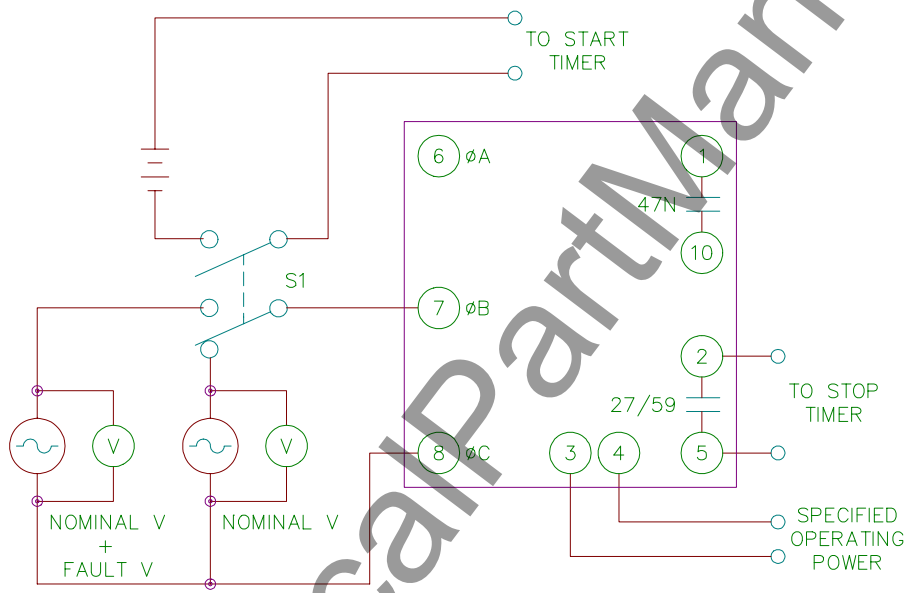 TO START
TIMER
6 øA
1
47N
10
S1
7 øB
2
TO STOP
TIMER
27/59
V
V
8 øC
3
4
5
NOMINAL V
+
FAULT V
NOMINAL V
SPECIFIED
OPERATING
POWER
calPartMan